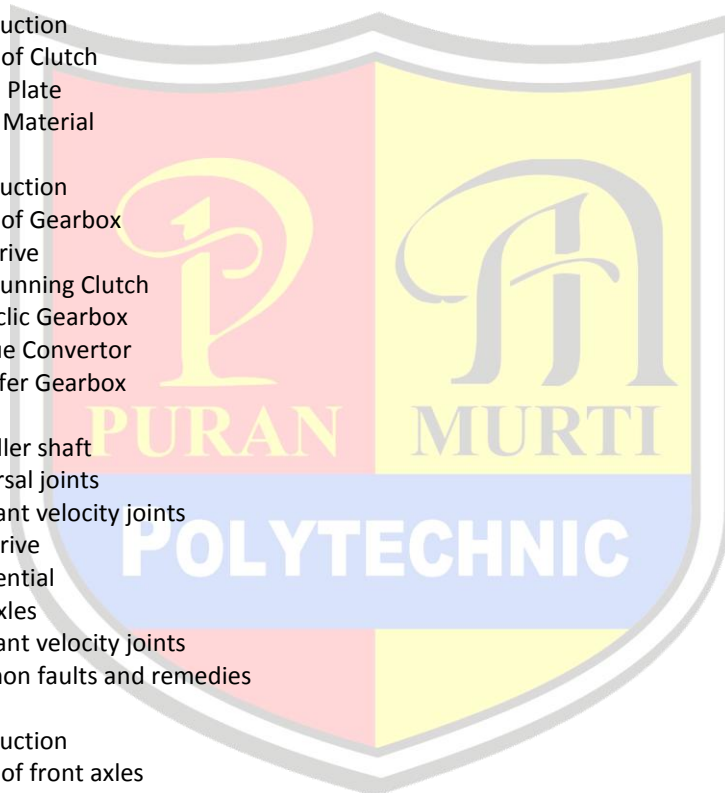 uction
of Clutch
Plate
Material
uction
of Gearbox
rive
unning Clutch
clic Gearbox
ue Convertor
fer Gearbox
ller shaft
PURAN MURTI
rsal joints
ant velocity joints
rive
POLYTECHNIC
ential
xles
ant velocity joints
non faults and remedies
uction
of front axles